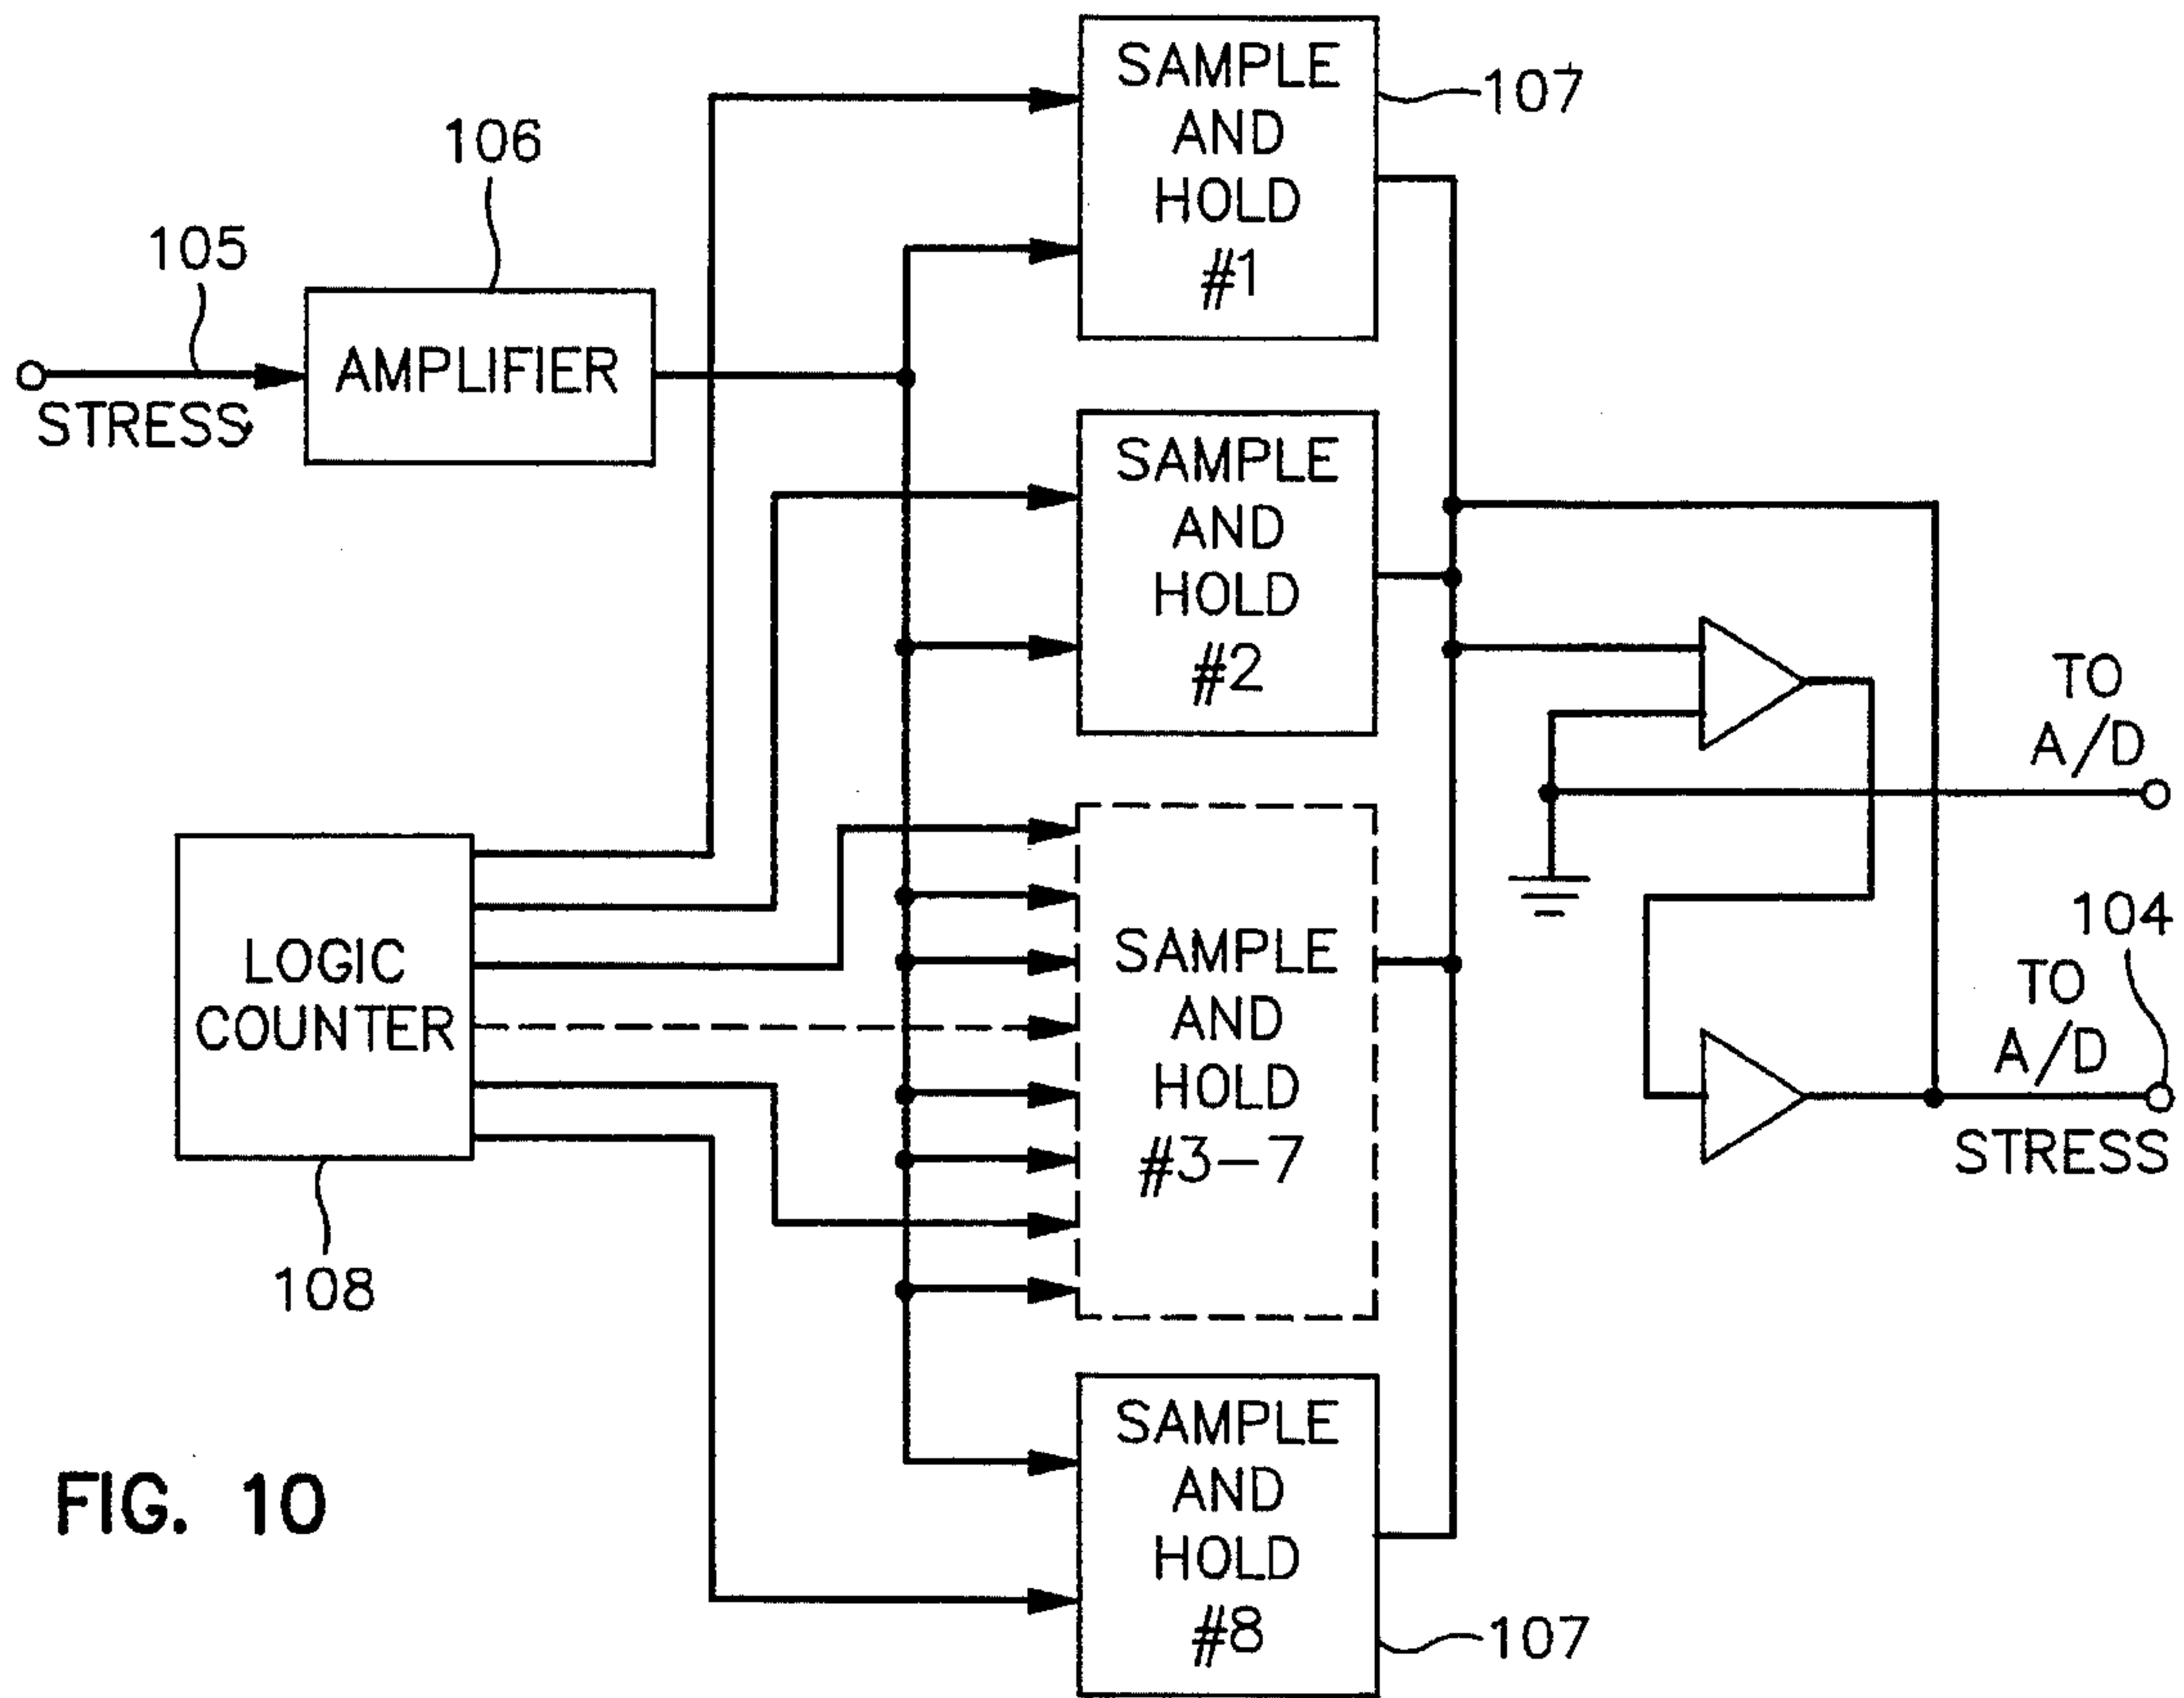 SAMPLE
AND
HOLD
#1
107
106
105
AMPLIFIER
STRESS
SAMPLE
AND
HOLD
#2
TO
A/D
LOGIC
COUNTER
108
SAMPLE
AND
HOLD
#3-7
104
TO
A/D
STRESS
SAMPLE
AND
HOLD
#8
107
FIG. 10